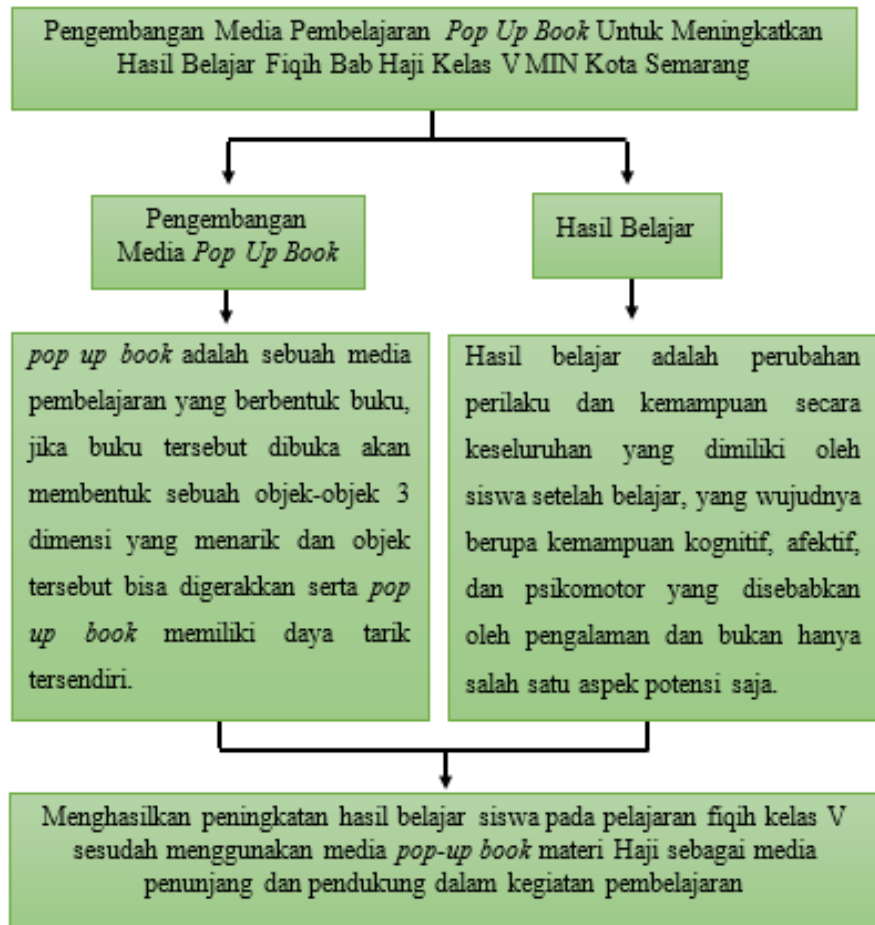 Pengembangan Media Pembelajaran Pop Up Book Untuk Meningkatkan
Hasil Belajar Fiqih Bab Haji Kelas V MIN Kota Semarang
Pengembangan
Media Pop Up Book
Hasil Belajar
pop up book adalah sebuah media
pembelajaran yang berbentuk buku,
jika buku tersebut dibuka akan
membentuk sebuah objek-objek 3
dimensi yang menarik dan objek
tersebut bisa digerakkan serta pop
up book memiliki daya tarik
tersendiri.
Hasil belajar adalah perubahan
perilaku dan kemampuan secara
keseluruhan yang dimiliki oleh
siswa setelah belajar, yang wujudnya
berupa kemampuan kognitif, afektif,
dan psikomotor yang disebabkan
oleh pengalaman dan bukan hanya
salah satu aspek potensi saja.
Menghasilkan peningkatan hasil belajar siswa pada pelajaran fiqih kelas V
sesudah menggunakan media pop-up book materi Haji sebagai media
penunjang dan pendukung dalam kegiatan pembelajaran